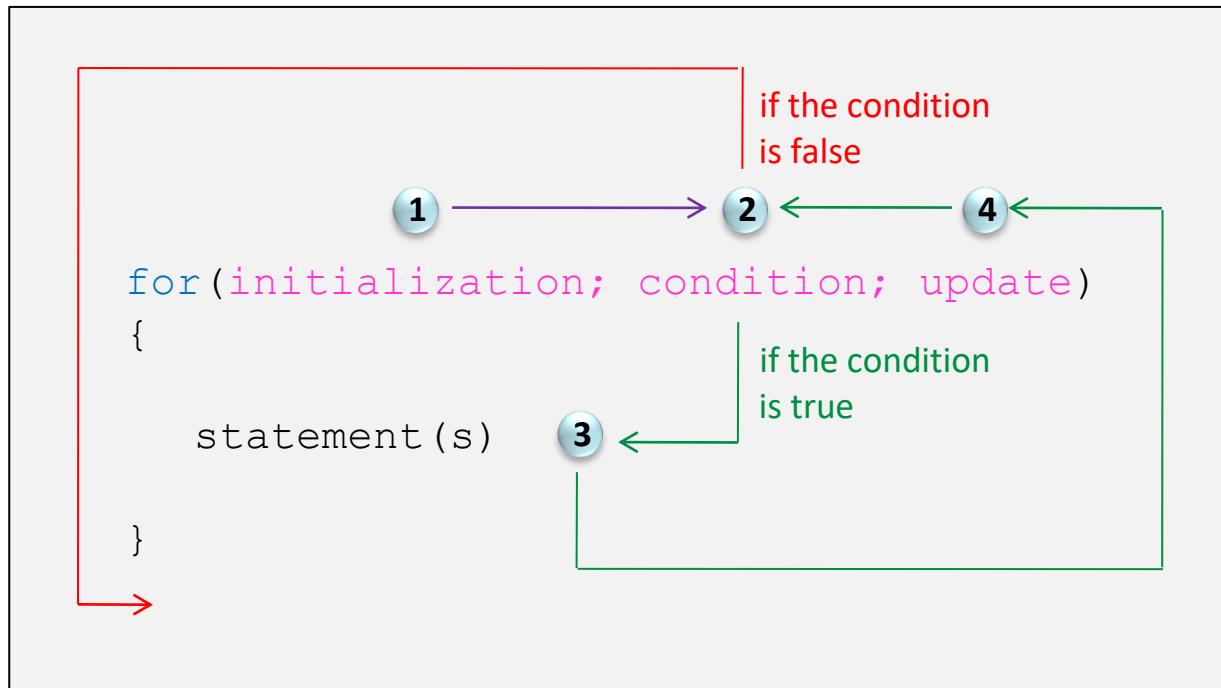 if the condition
is false
1 2 4
for(initialization; condition; update)
{
if the condition
is true
statement(s) 3
}